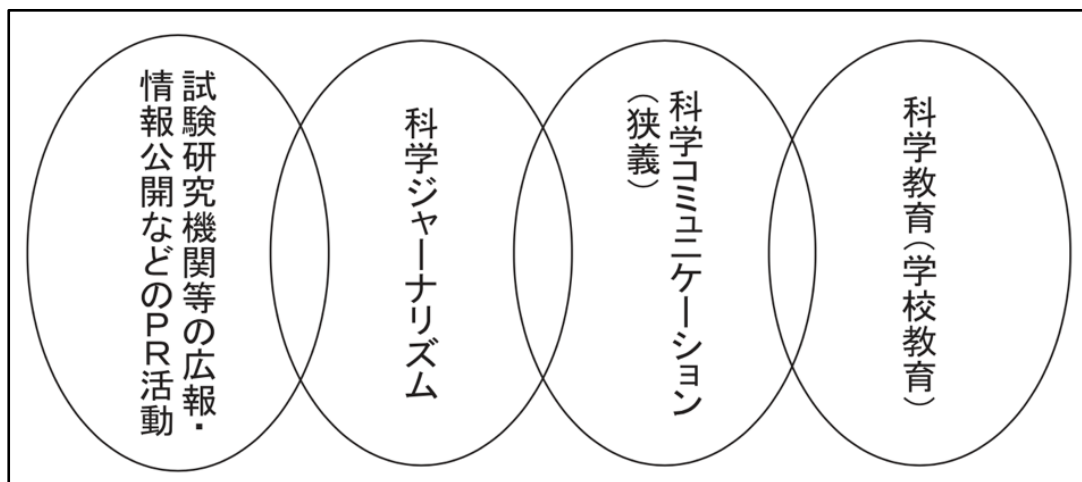 試験研究機関等の広報・
情報公開などのＰＲ活動
科学ジャーナリズム
科学コミュニケーション
（狭義）
科学教育（学校教育）